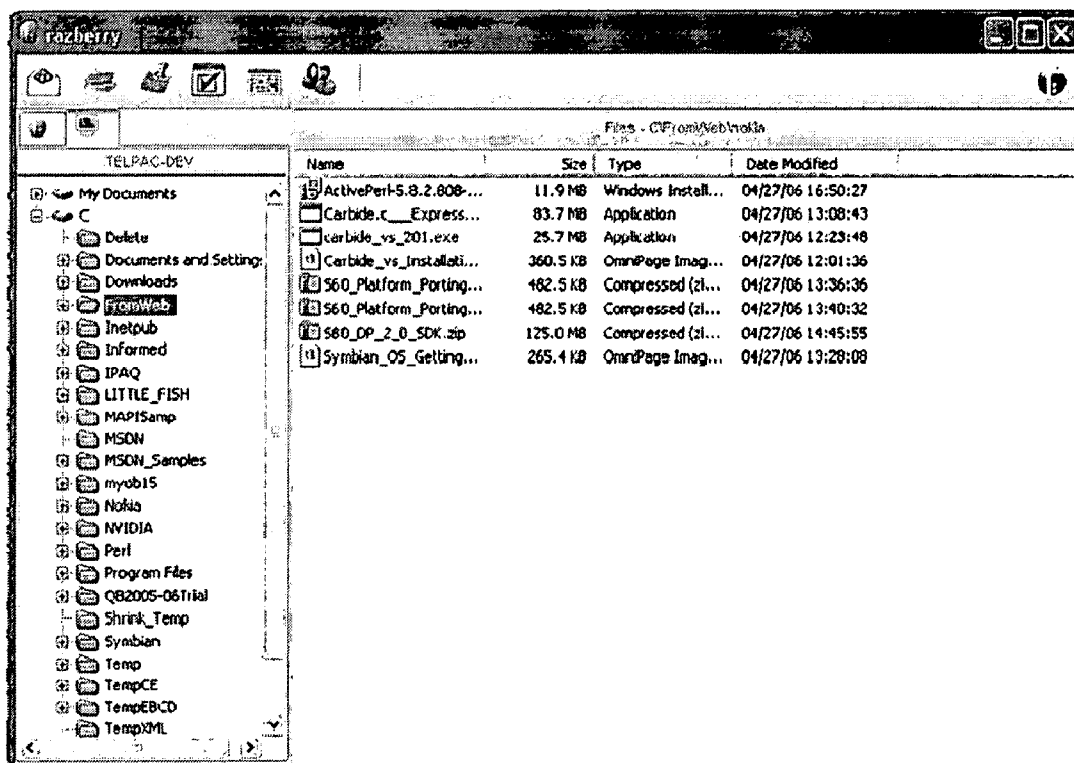 razberry
Files - C\FromWeb\nokia
TELPAC-DEV
Name Size Type Date Modified
My Documents
C
Delete
Documents and Setting:
Downloads
FromWeb
Inetpub
Informed
IPAQ
LITTLE_FISH
MAPISamp
MSDN
MSDN_Samples
myob15
Nokia
NVIDIA
Perl
Program Files
QB2005-06Trial
Shrink_Temp
Symbian
Temp
TempCE
TempEBCD
TempXML
ActivePerl-5.8.2.808-... 11.9 MB Windows Install... 04/27/06 16:50:27
Carbide.c___Express... 83.7 MB Application 04/27/06 13:08:43
carbide_vs_201.exe 25.7 MB Application 04/27/06 12:23:48
Carbide_vs_Installati... 360.5 KB OmniPage Imag... 04/27/06 12:01:36
S60_Platform_Porting... 482.5 KB Compressed (zi... 04/27/06 13:36:36
S60_Platform_Porting... 482.5 KB Compressed (zi... 04/27/06 13:40:32
S80_DP_2_0_SDK.zip 125.0 MB Compressed (zi... 04/27/06 14:45:55
Symbian_OS_Getting... 265.4 KB OmniPage Imag... 04/27/06 13:28:08